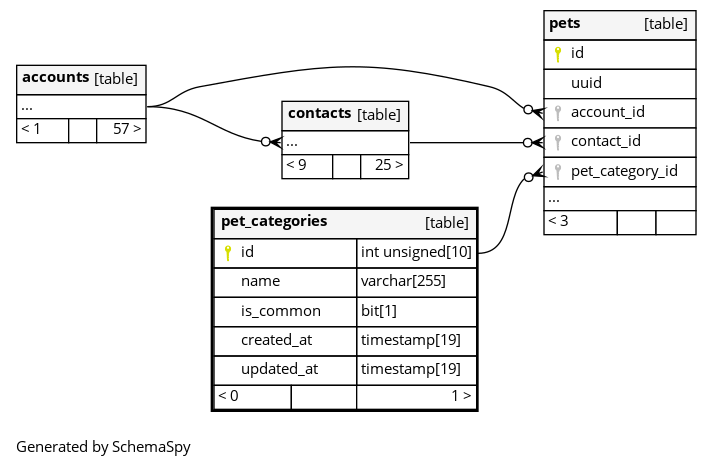 pets [table]
id
uuid
account_id
contact_id
pet_category_id
...
< 3
accounts [table]
...
< 1 57 >
contacts [table]
...
< 9 25 >
pet_categories [table]
id int unsigned[10]
name varchar[255]
is_common bit[1]
created_at timestamp[19]
updated_at timestamp[19]
< 0 1 >
Generated by SchemaSpy